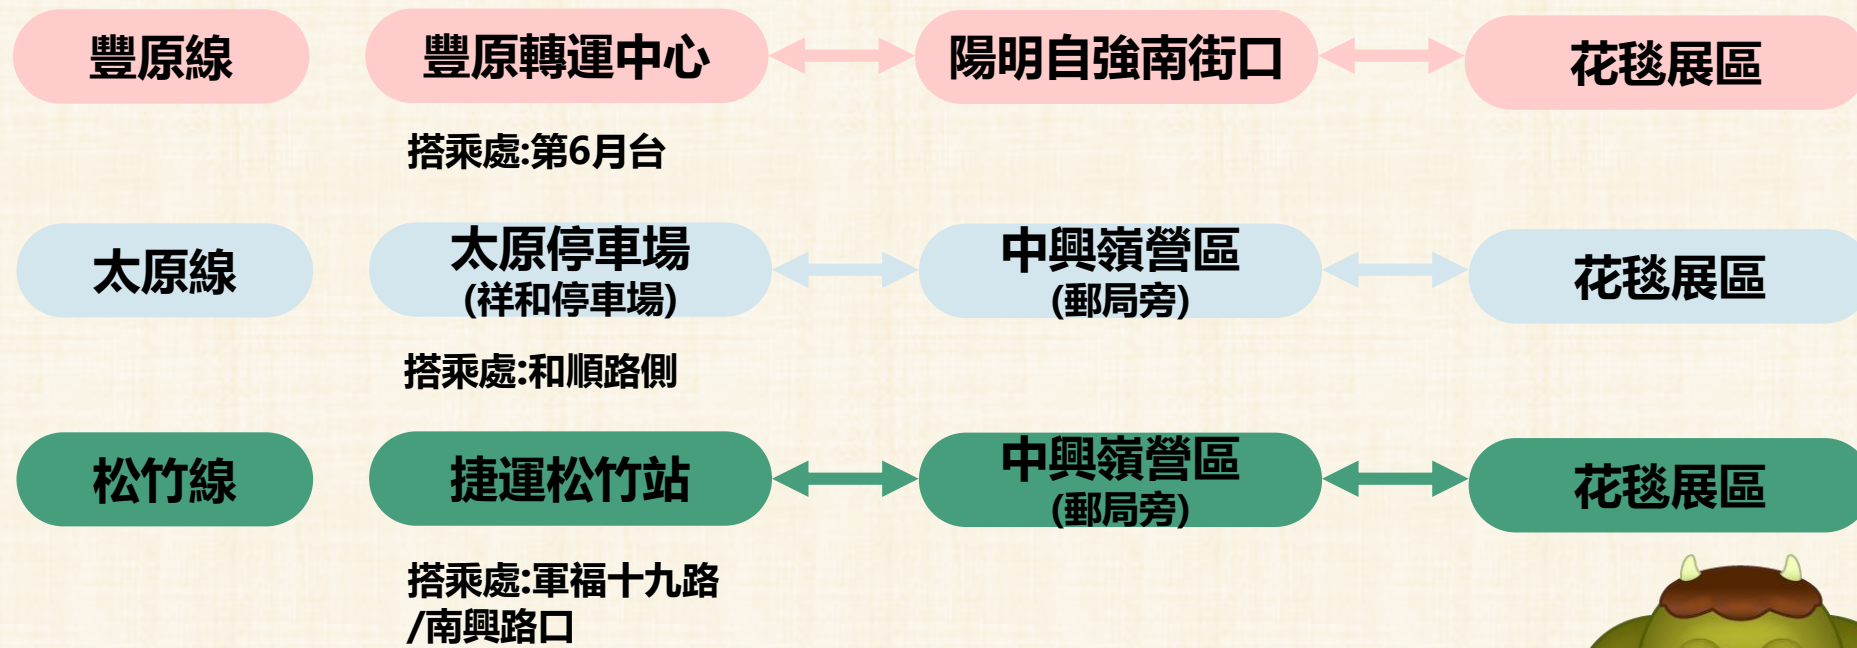 豐原線
豐原轉運中心
陽明自強南街口
花毯展區
搭乘處:第6月台
太原線
太原停車場
(祥和停車場)
中興嶺營區
(郵局旁)
花毯展區
搭乘處:和順路側
松竹線
捷運松竹站
中興嶺營區
(郵局旁)
花毯展區
搭乘處:軍福十九路
/南興路口